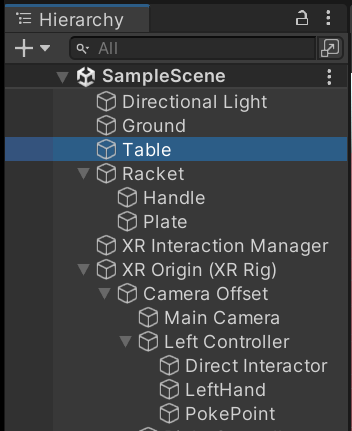 Hierarchy
All
SampleScene
Directional Light
Ground
Table
Racket
Handle
Plate
XR Interaction Manager
XR Origin (XR Rig)
Camera Offset
Main Camera
Left Controller
Direct Interactor
LeftHand
PokePoint